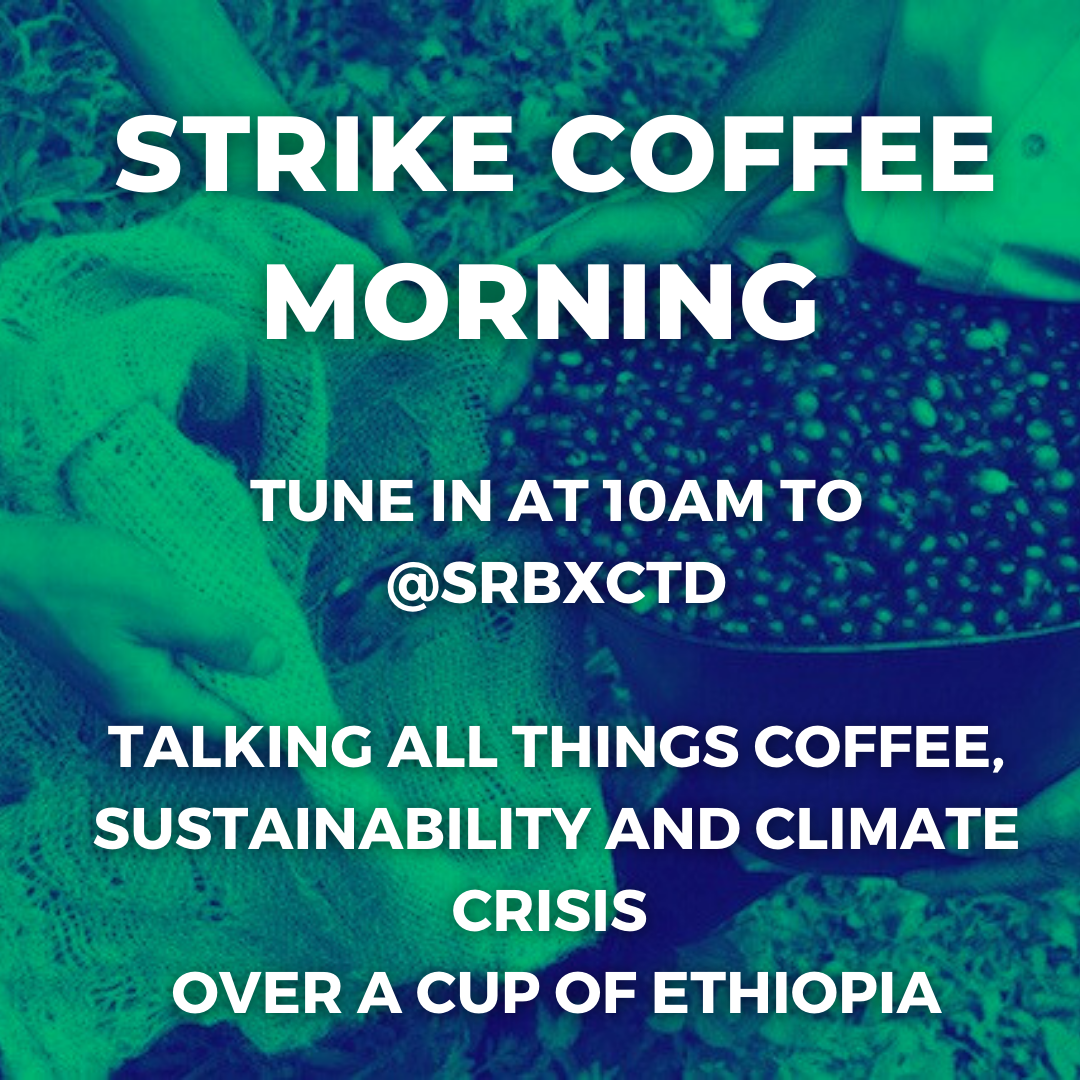 STRIKE COFFEE
MORNING
TUNE IN AT 10AM TO
@SRBXCTD
TALKING ALL THINGS COFFEE,
SUSTAINABILITY AND CLIMATE
CRISIS
OVER A CUP OF ETHIOPIA